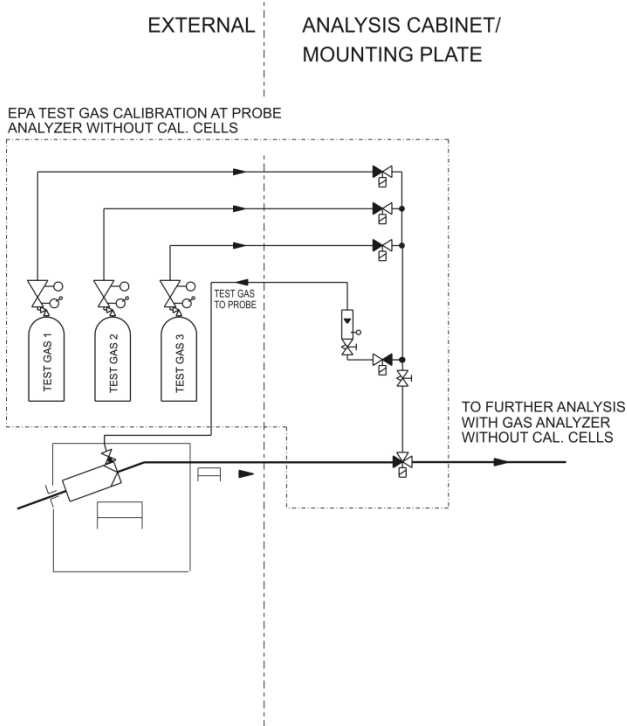 EXTERNAL
ANALYSIS CABINET/
MOUNTING PLATE
EPA TEST GAS CALIBRATION AT PROBE
ANALYZER WITHOUT CAL. CELLS
TEST GAS
TO PROBE
TEST GAS 1
TEST GAS 2
TEST GAS 3
TO FURTHER ANALYSIS
WITH GAS ANALYZER
WITHOUT CAL. CELLS